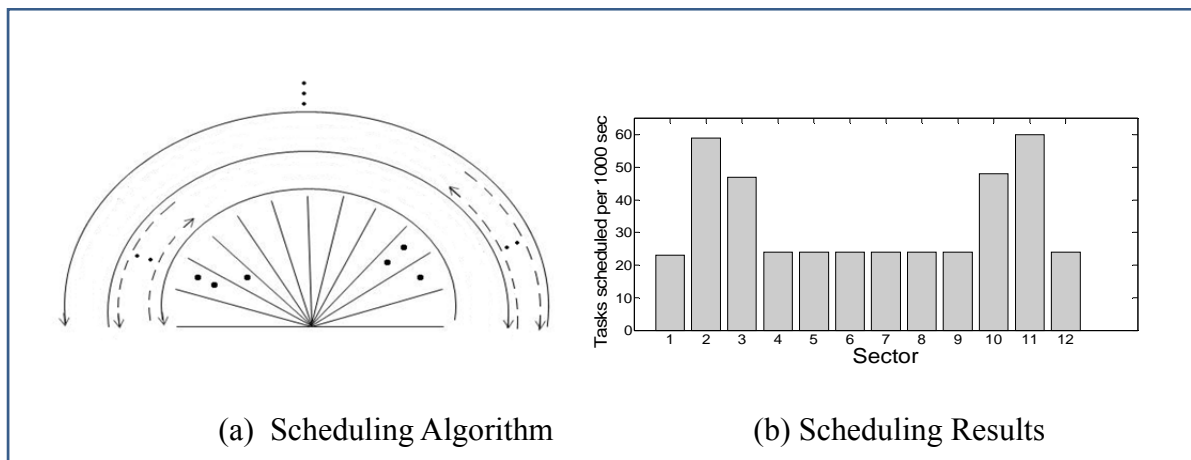 Tasks scheduled per 1000 sec
60
50
40
30
20
10
0
1 2 3 4 5 6 7 8 9 10 11 12
Sector
(a) Scheduling Algorithm
(b) Scheduling Results